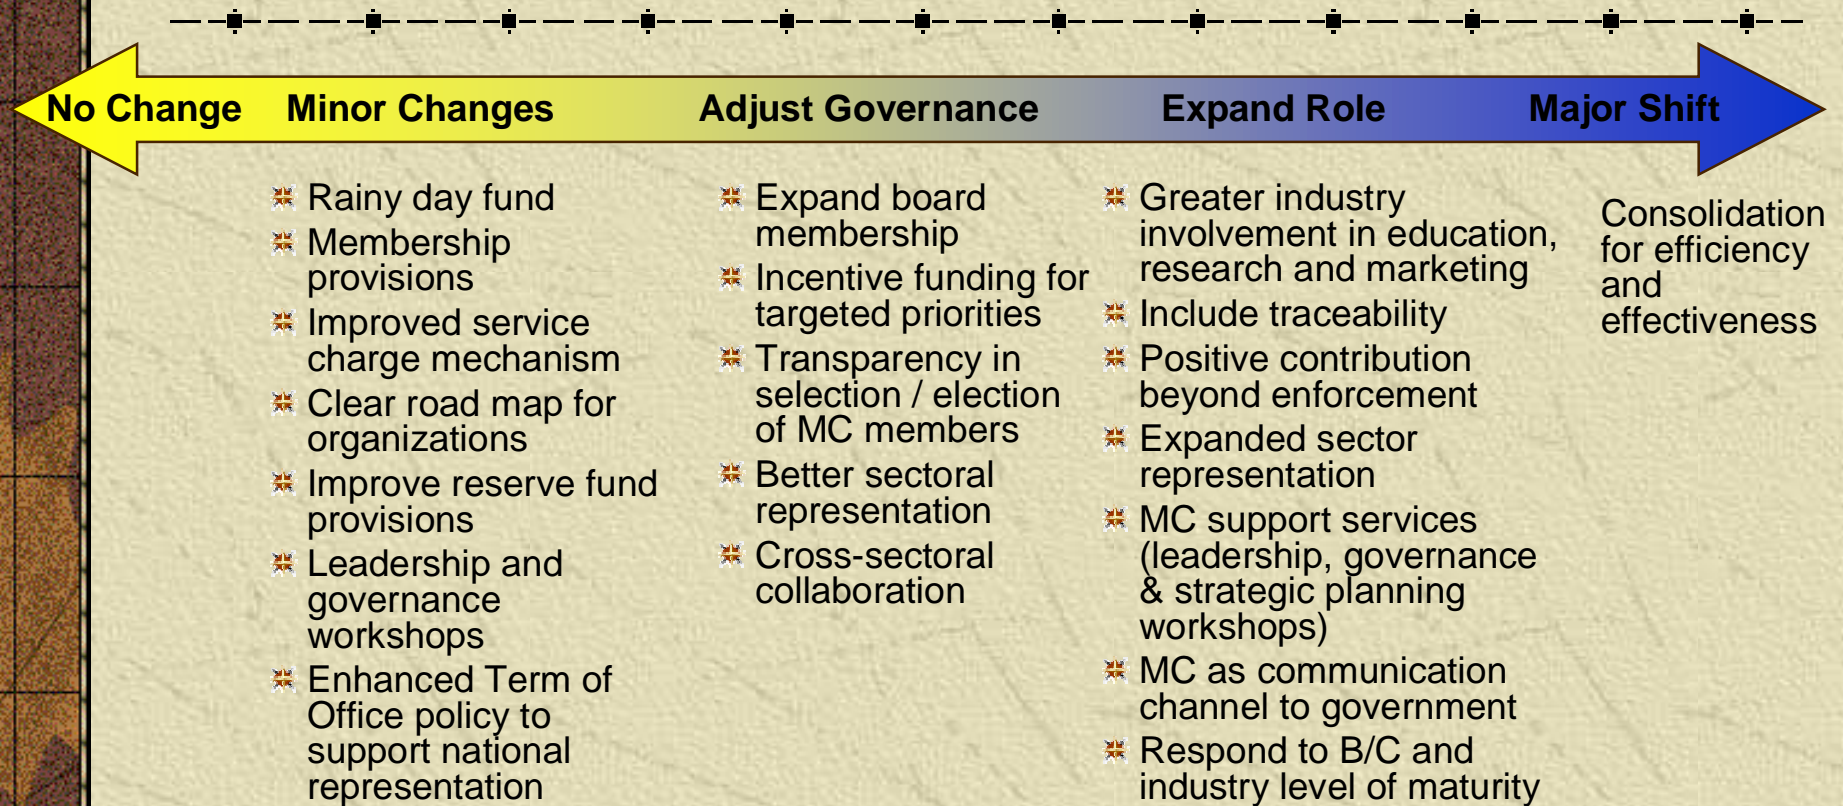 No Change Minor Changes Adjust Governance Expand Role Major Shift
Rainy day fund
Membership
provisions
Improved service
charge mechanism
Clear road map for
organizations
Improve reserve fund
provisions
Leadership and
governance
workshops
Enhanced Term of
Office policy to
support national
representation
Expand board
membership
Incentive funding for
targeted priorities
Transparency in
selection / election
of MC members
Better sectoral
representation
Cross-sectoral
collaboration
Greater industry
involvement in education,
research and marketing
Include traceability
Positive contribution
beyond enforcement
Expanded sector
representation
MC support services
(leadership, governance
& strategic planning
workshops)
MC as communication
channel to government
Respond to B/C and
industry level of maturity
Consolidation
for efficiency
and
effectiveness